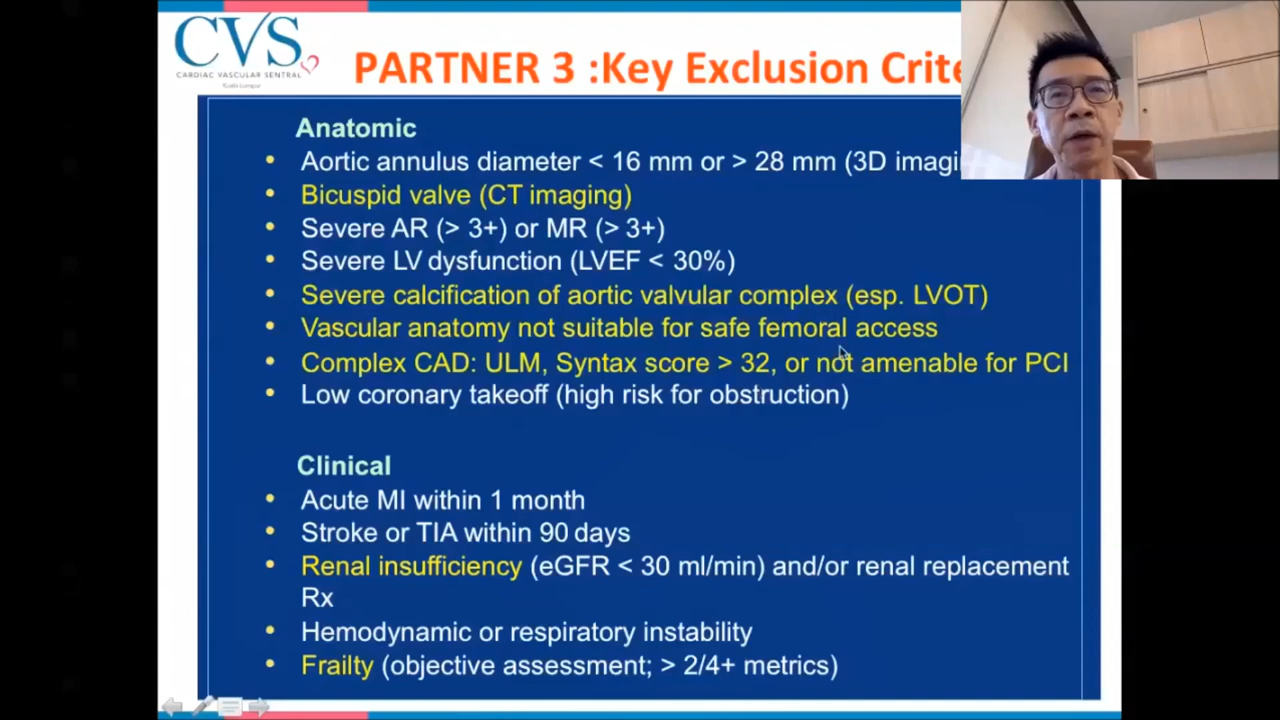 CVS
CARDIAC VASCULAR SENTRAL
Kuala Lumpur
PARTNER 3 :Key Exclusion Crite
Anatomic
• Aortic annulus diameter < 16 mm or > 28 mm (3D imagi
• Bicuspid valve (CT imaging)
• Severe AR (> 3+) or MR (> 3+)
• Severe LV dysfunction (LVEF < 30%)
• Severe calcification of aortic valvular complex (esp. LVOT)
• Vascular anatomy not suitable for safe femoral access
• Complex CAD: ULM, Syntax score > 32, or not amenable for PCI
• Low coronary takeoff (high risk for obstruction)
Clinical
• Acute MI within 1 month
• Stroke or TIA within 90 days
• Renal insufficiency (eGFR < 30 ml/min) and/or renal replacement
Rx
• Hemodynamic or respiratory instability
• Frailty (objective assessment; > 2/4+ metrics)